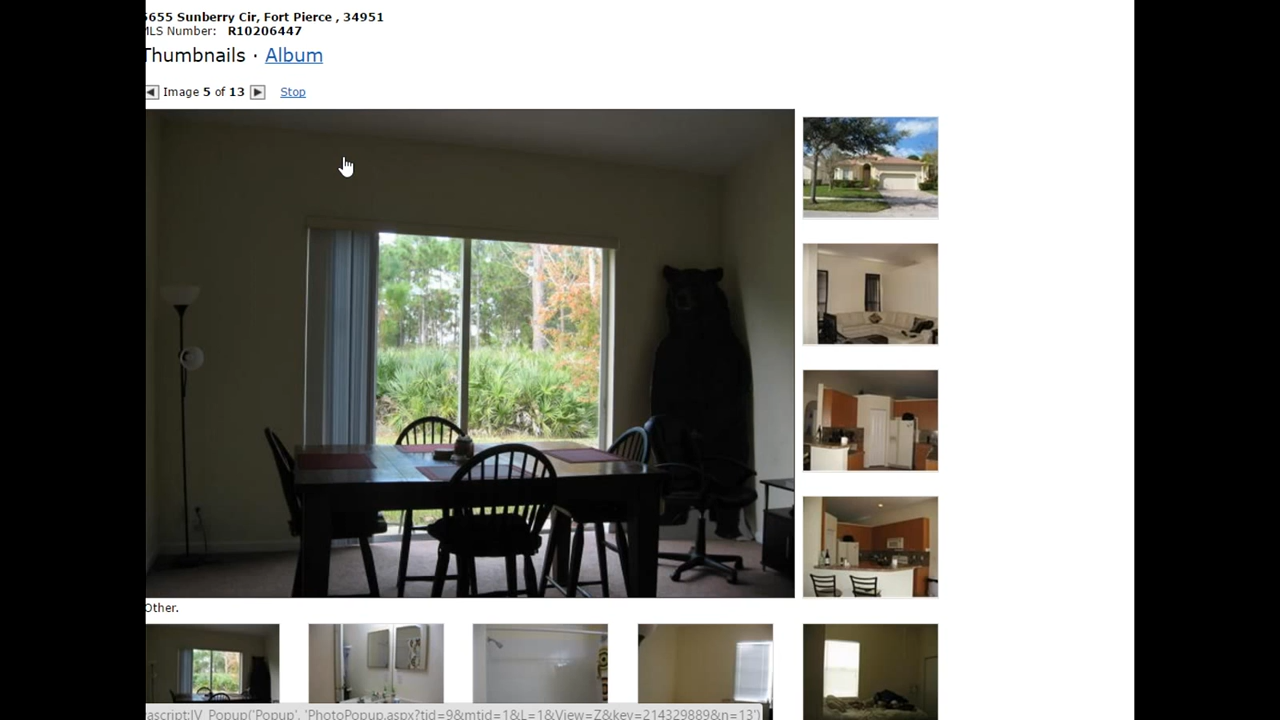 5655 Sunberry Cir, Fort Pierce , 34951
MLS Number: R10206447
Thumbnails · Album
Image 5 of 13 Stop
Other.
ascript:IV_Popup('Popup', 'PhotoPopup.aspx?tid=9&mtid=1&L=1&View=Z&key=214329889&n=13')